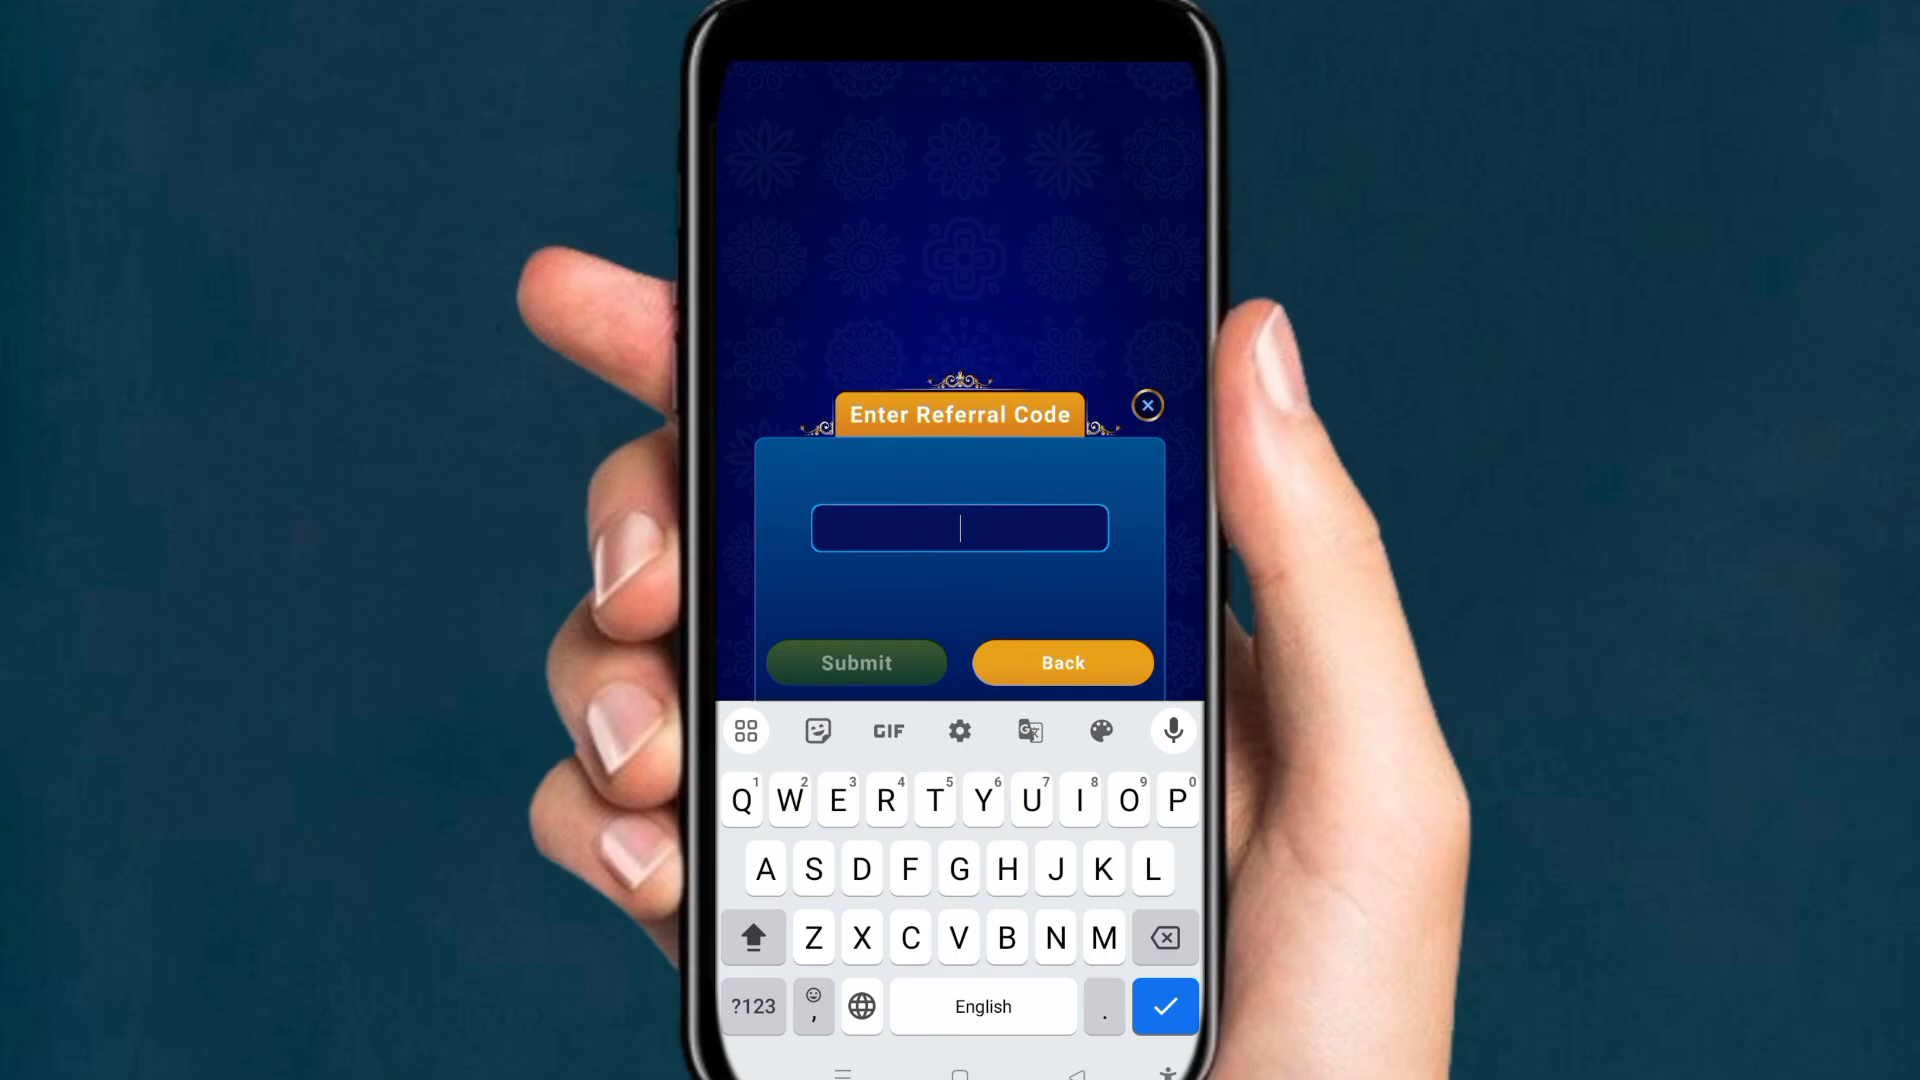 Enter Referral Code
Submit
Back
GIF
G
Q1 W2 E3 R4 T5 Y6 U7 I8 O9 P0
A S D F G H J K L
Z X C V B N M
?123 , English .